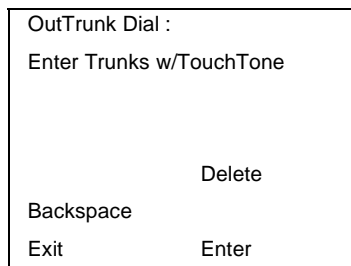 OutTrunk Dial :
Enter Trunks w/TouchTone
Delete
Backspace
Exit Enter